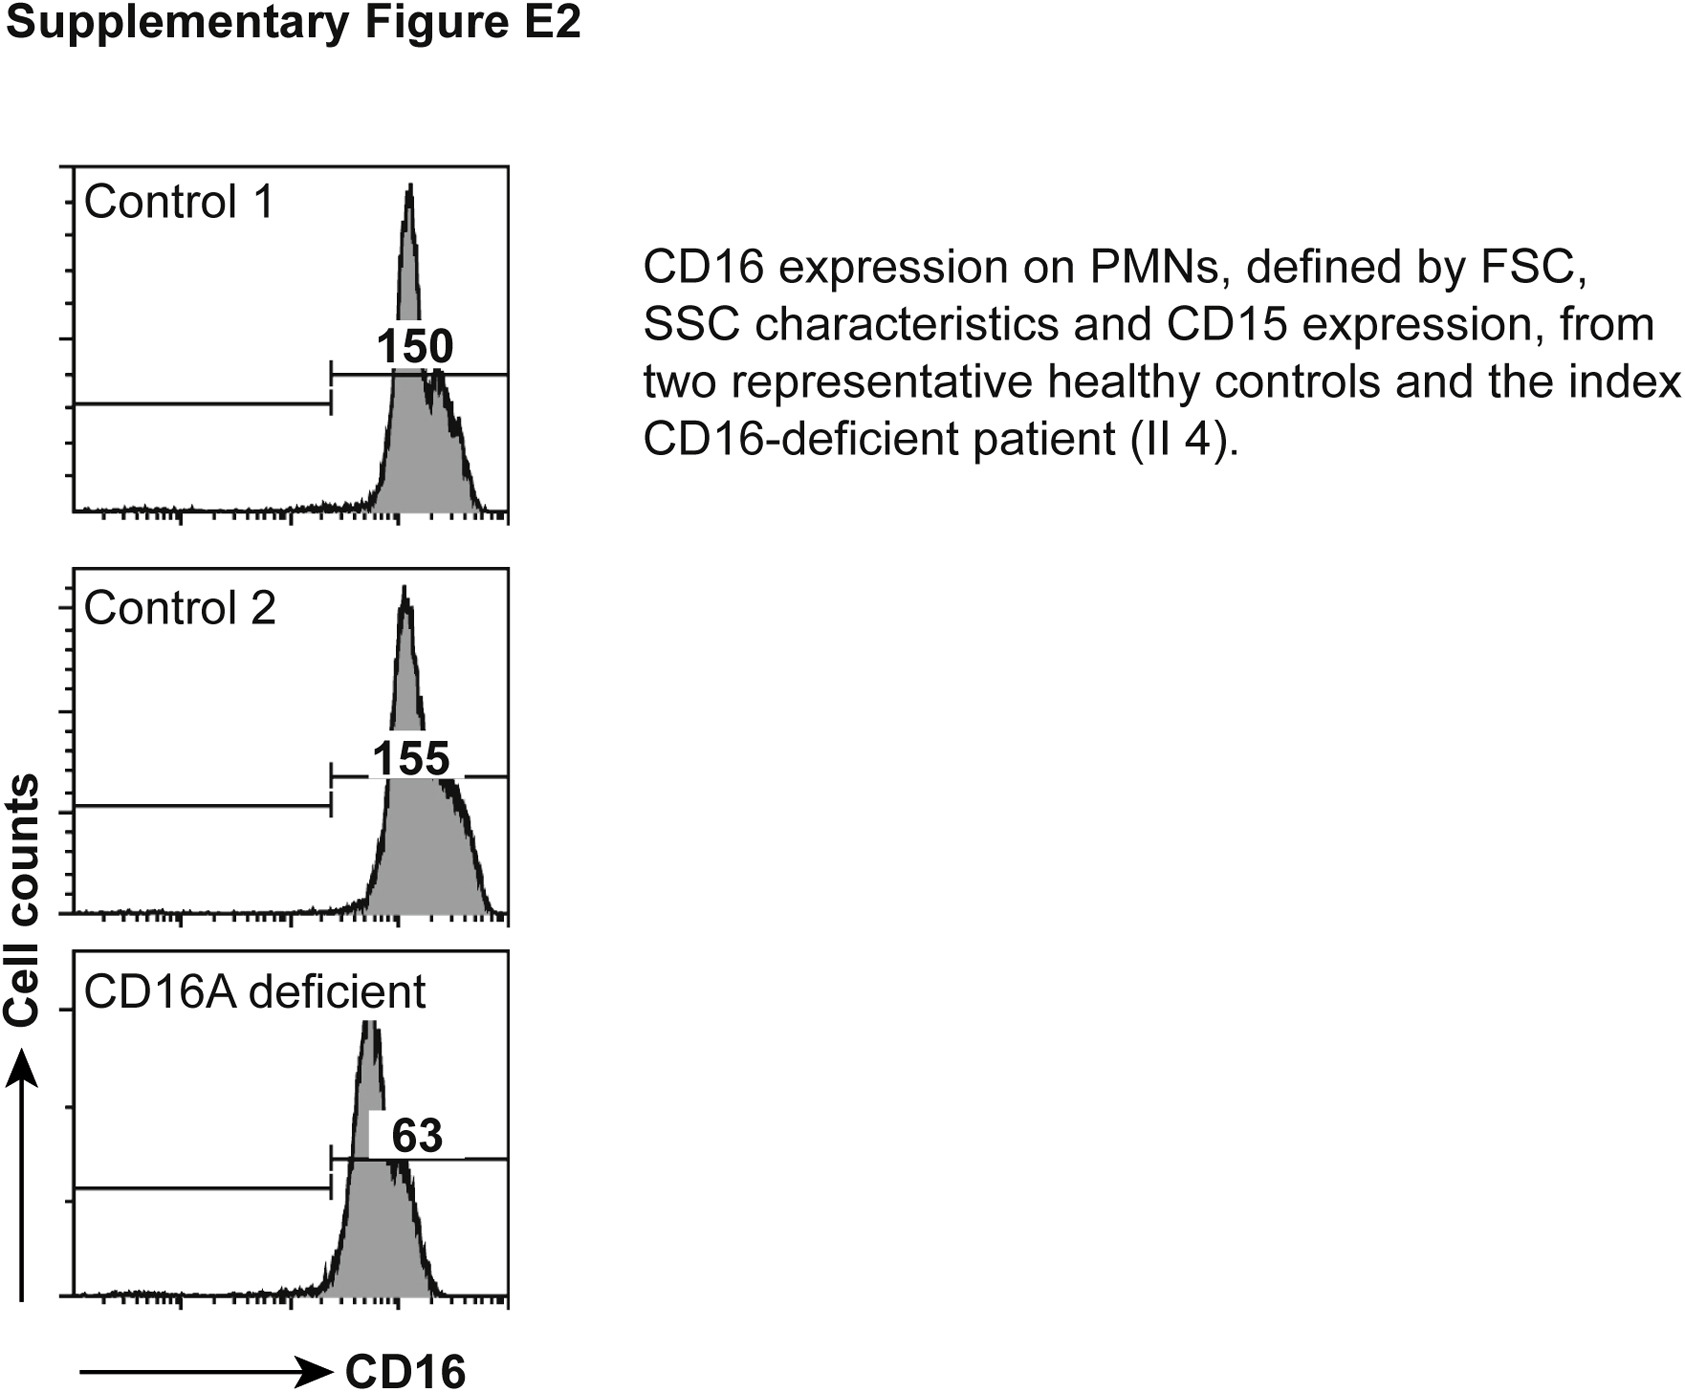 Supplementary Figure E2
Control 1
150
CD16 expression on PMNs, defined by FSC,
SSC characteristics and CD15 expression, from
two representative healthy controls and the index
CD16-deficient patient (II 4).
Control 2
155
CD16A deficient
63
Cell counts
CD16